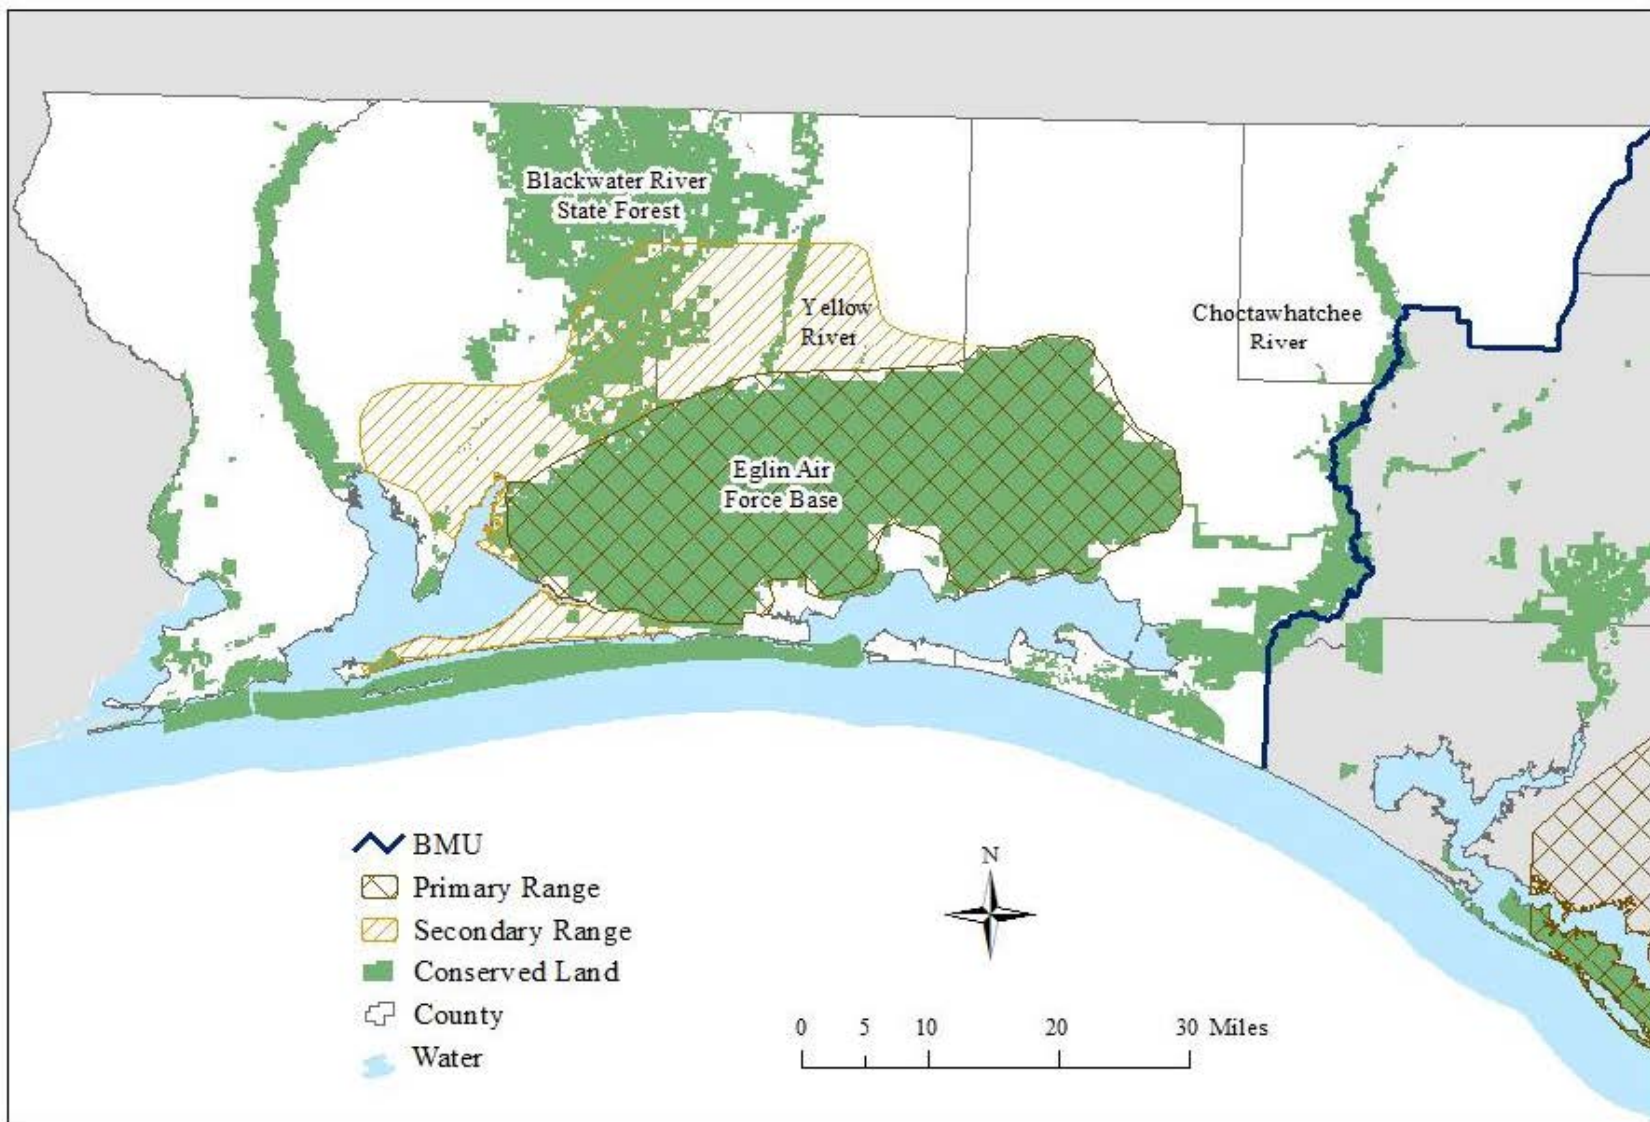 Blackwater River
State Forest
Yellow
River
Choctawhatchee
River
Eglin Air
Force Base
BMU
Primary Range
Secondary Range
Conserved Land
County
Water
N
0 5 10 20 30 Miles